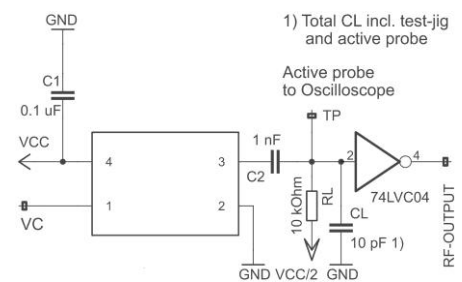 GND
1) Total CL incl. test-jig
and active probe
C1
0.1 uF
Active probe
to Oscilloscope
TP
VCC
1 nF
4
3
C2
2
4
74LVC04
1
2
VC
10 kOhm
RL
CL
10 pF 1)
RF-OUTPUT
GND
VCC/2
GND